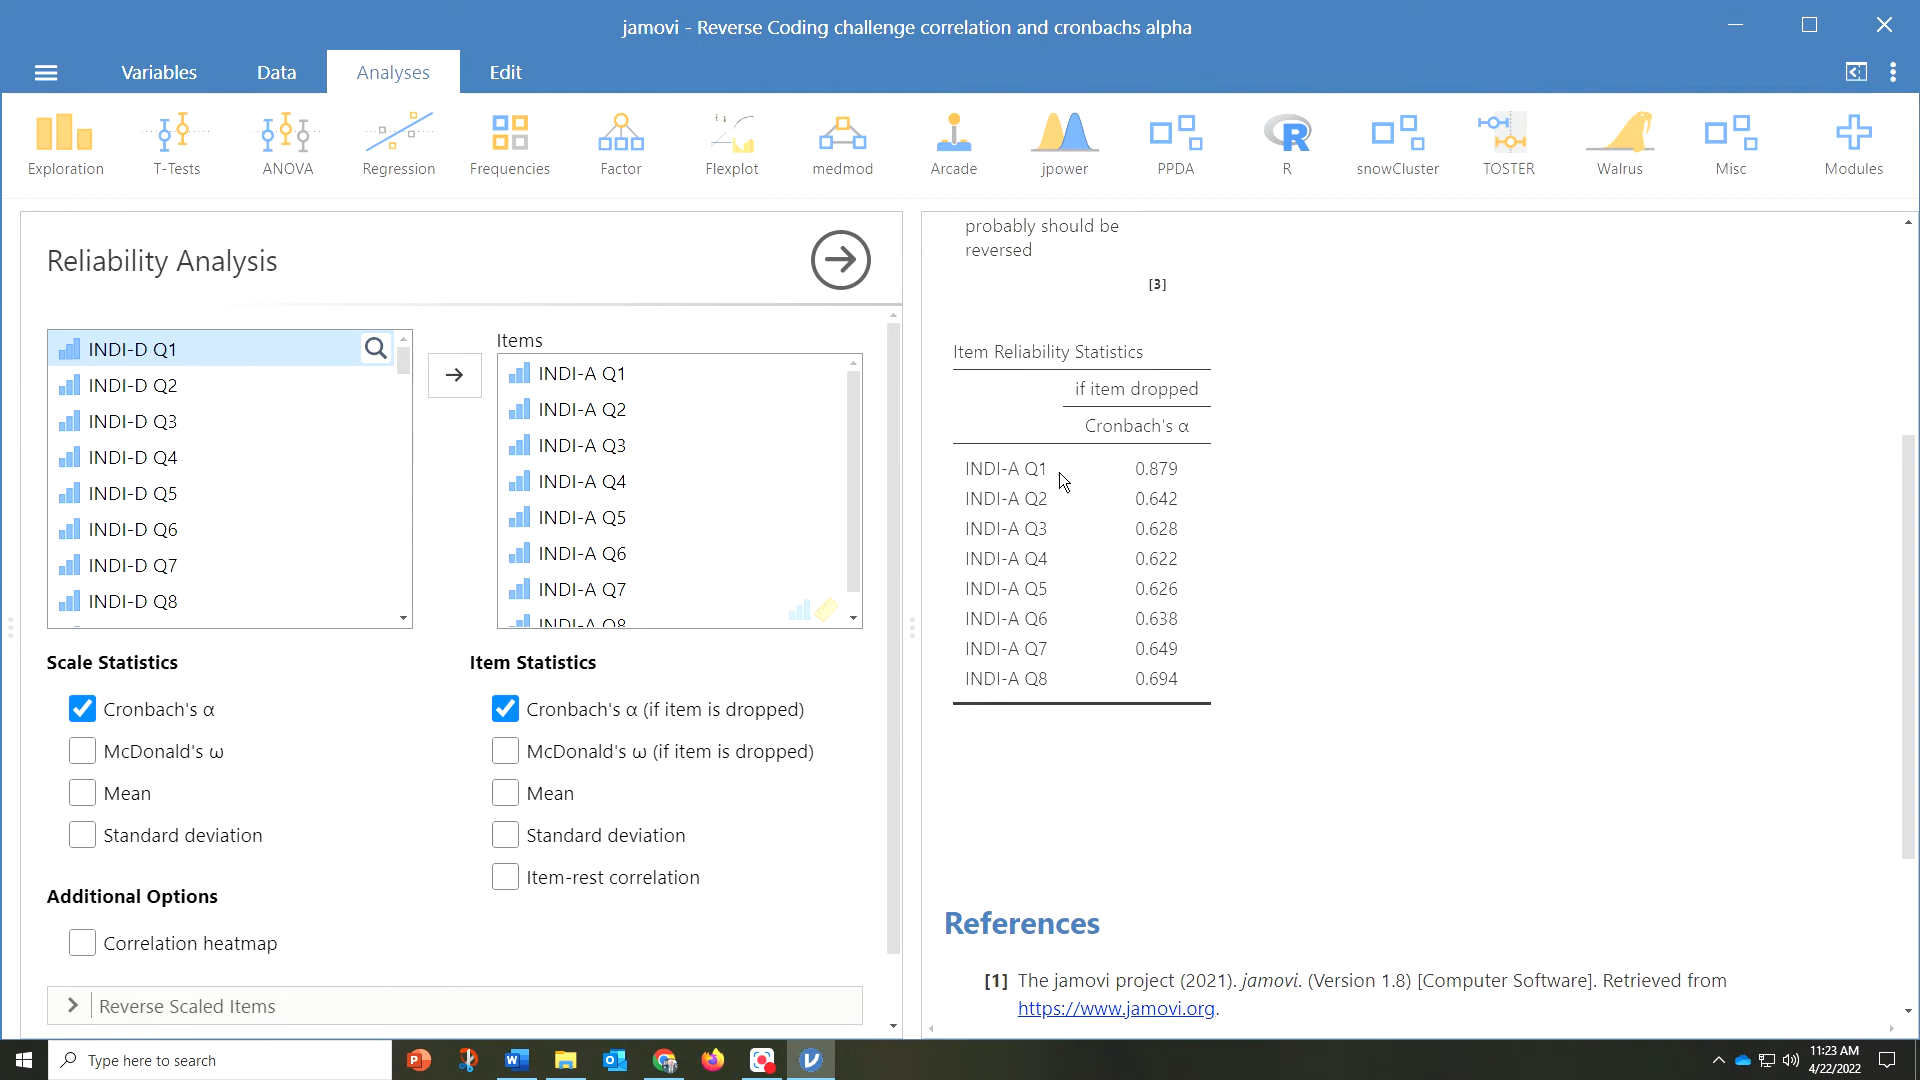 jamovi - Reverse Coding challenge correlation and cronbachs alpha
Variables Data Analyses Edit
Exploration T-Tests ANOVA Regression Frequencies Factor Flexplot medmod Arcade jpower PPDA R snowCluster TOSTER Walrus Misc Modules
Reliability Analysis
INDI-D Q1
INDI-D Q2
INDI-D Q3
INDI-D Q4
INDI-D Q5
INDI-D Q6
INDI-D Q7
INDI-D Q8
Items
INDI-A Q1
INDI-A Q2
INDI-A Q3
INDI-A Q4
INDI-A Q5
INDI-A Q6
INDI-A Q7
INDI-A Q8
Scale Statistics
Cronbach's α
McDonald's ω
Mean
Standard deviation
Item Statistics
Cronbach's α (if item is dropped)
McDonald's ω (if item is dropped)
Mean
Standard deviation
Item-rest correlation
Additional Options
Correlation heatmap
Reverse Scaled Items
probably should be
reversed
[3]
Item Reliability Statistics
if item dropped
Cronbach's α
INDI-A Q1 0.879
INDI-A Q2 0.642
INDI-A Q3 0.628
INDI-A Q4 0.622
INDI-A Q5 0.626
INDI-A Q6 0.638
INDI-A Q7 0.649
INDI-A Q8 0.694
References
[1] The jamovi project (2021). jamovi. (Version 1.8) [Computer Software]. Retrieved from
https://www.jamovi.org.
Type here to search
11:23 AM
4/22/2022